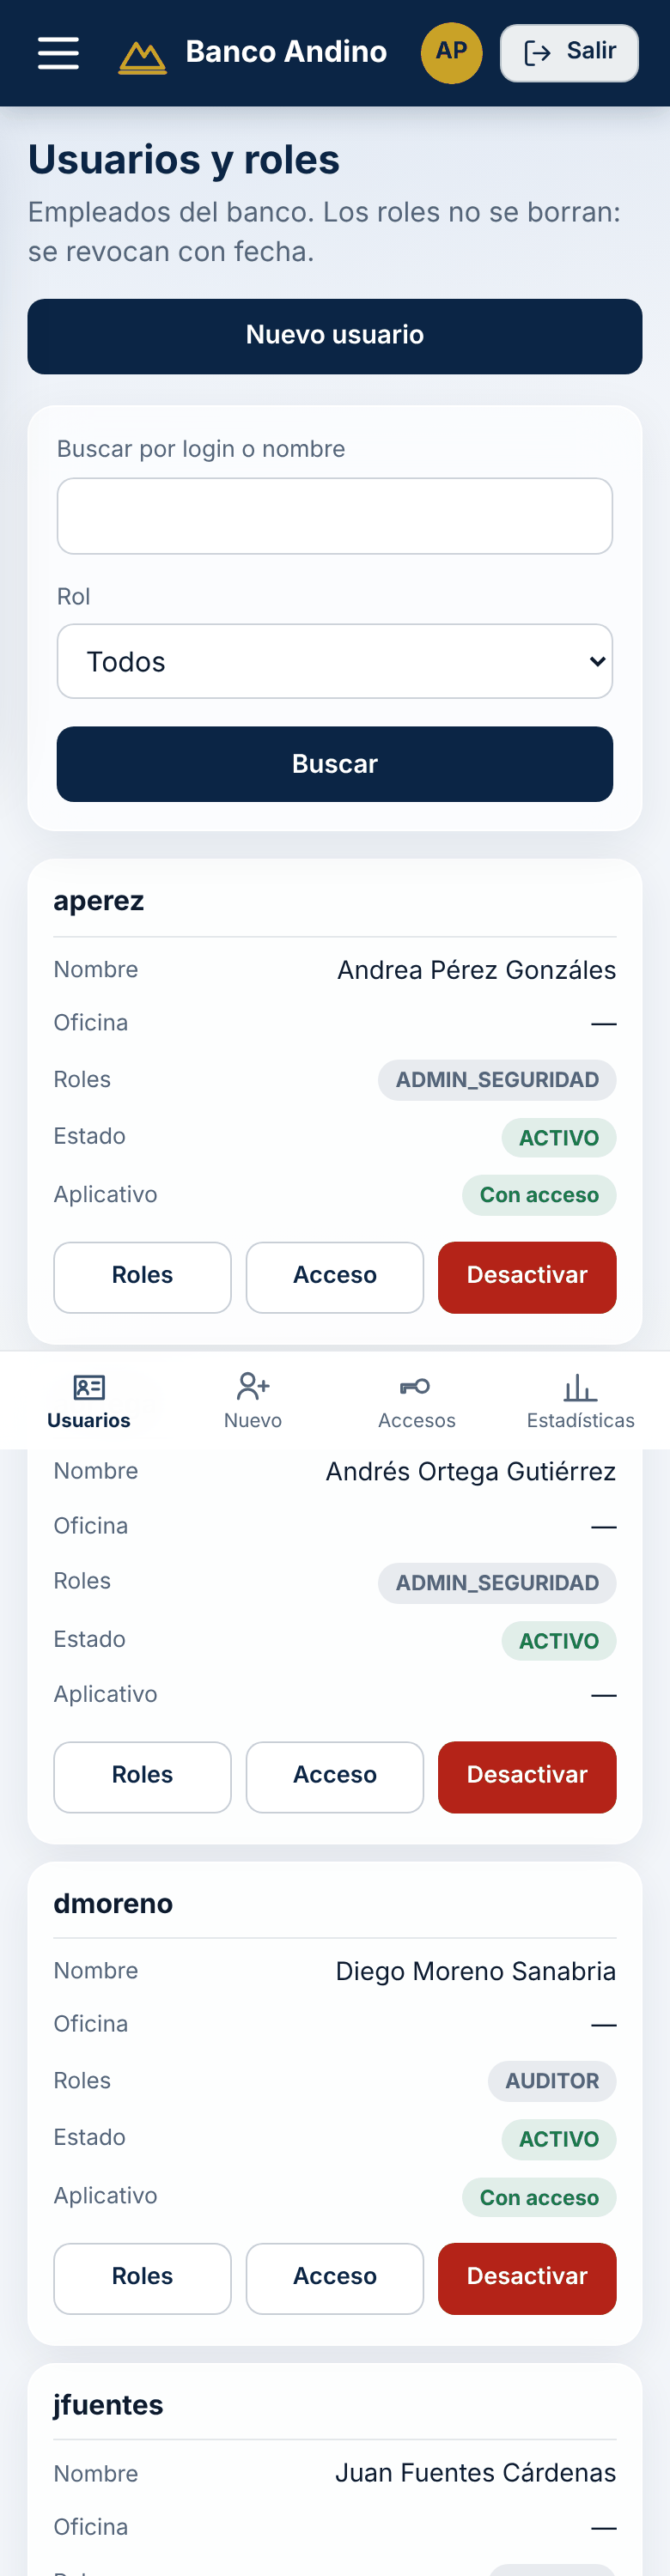 Banco Andino
AP
Salir
Usuarios y roles
Empleados del banco. Los roles no se borran:
se revocan con fecha.
Nuevo usuario
Buscar por login o nombre
Rol
Todos
Buscar
aperez
Nombre Andrea Pérez Gonzáles
Oficina —
Roles ADMIN_SEGURIDAD
Estado ACTIVO
Aplicativo Con acceso
Roles Acceso Desactivar
Usuarios Nuevo Accesos Estadísticas
Nombre Andrés Ortega Gutiérrez
Oficina —
Roles ADMIN_SEGURIDAD
Estado ACTIVO
Aplicativo —
Roles Acceso Desactivar
dmoreno
Nombre Diego Moreno Sanabria
Oficina —
Roles AUDITOR
Estado ACTIVO
Aplicativo Con acceso
Roles Acceso Desactivar
jfuentes
Nombre Juan Fuentes Cárdenas
Oficina —